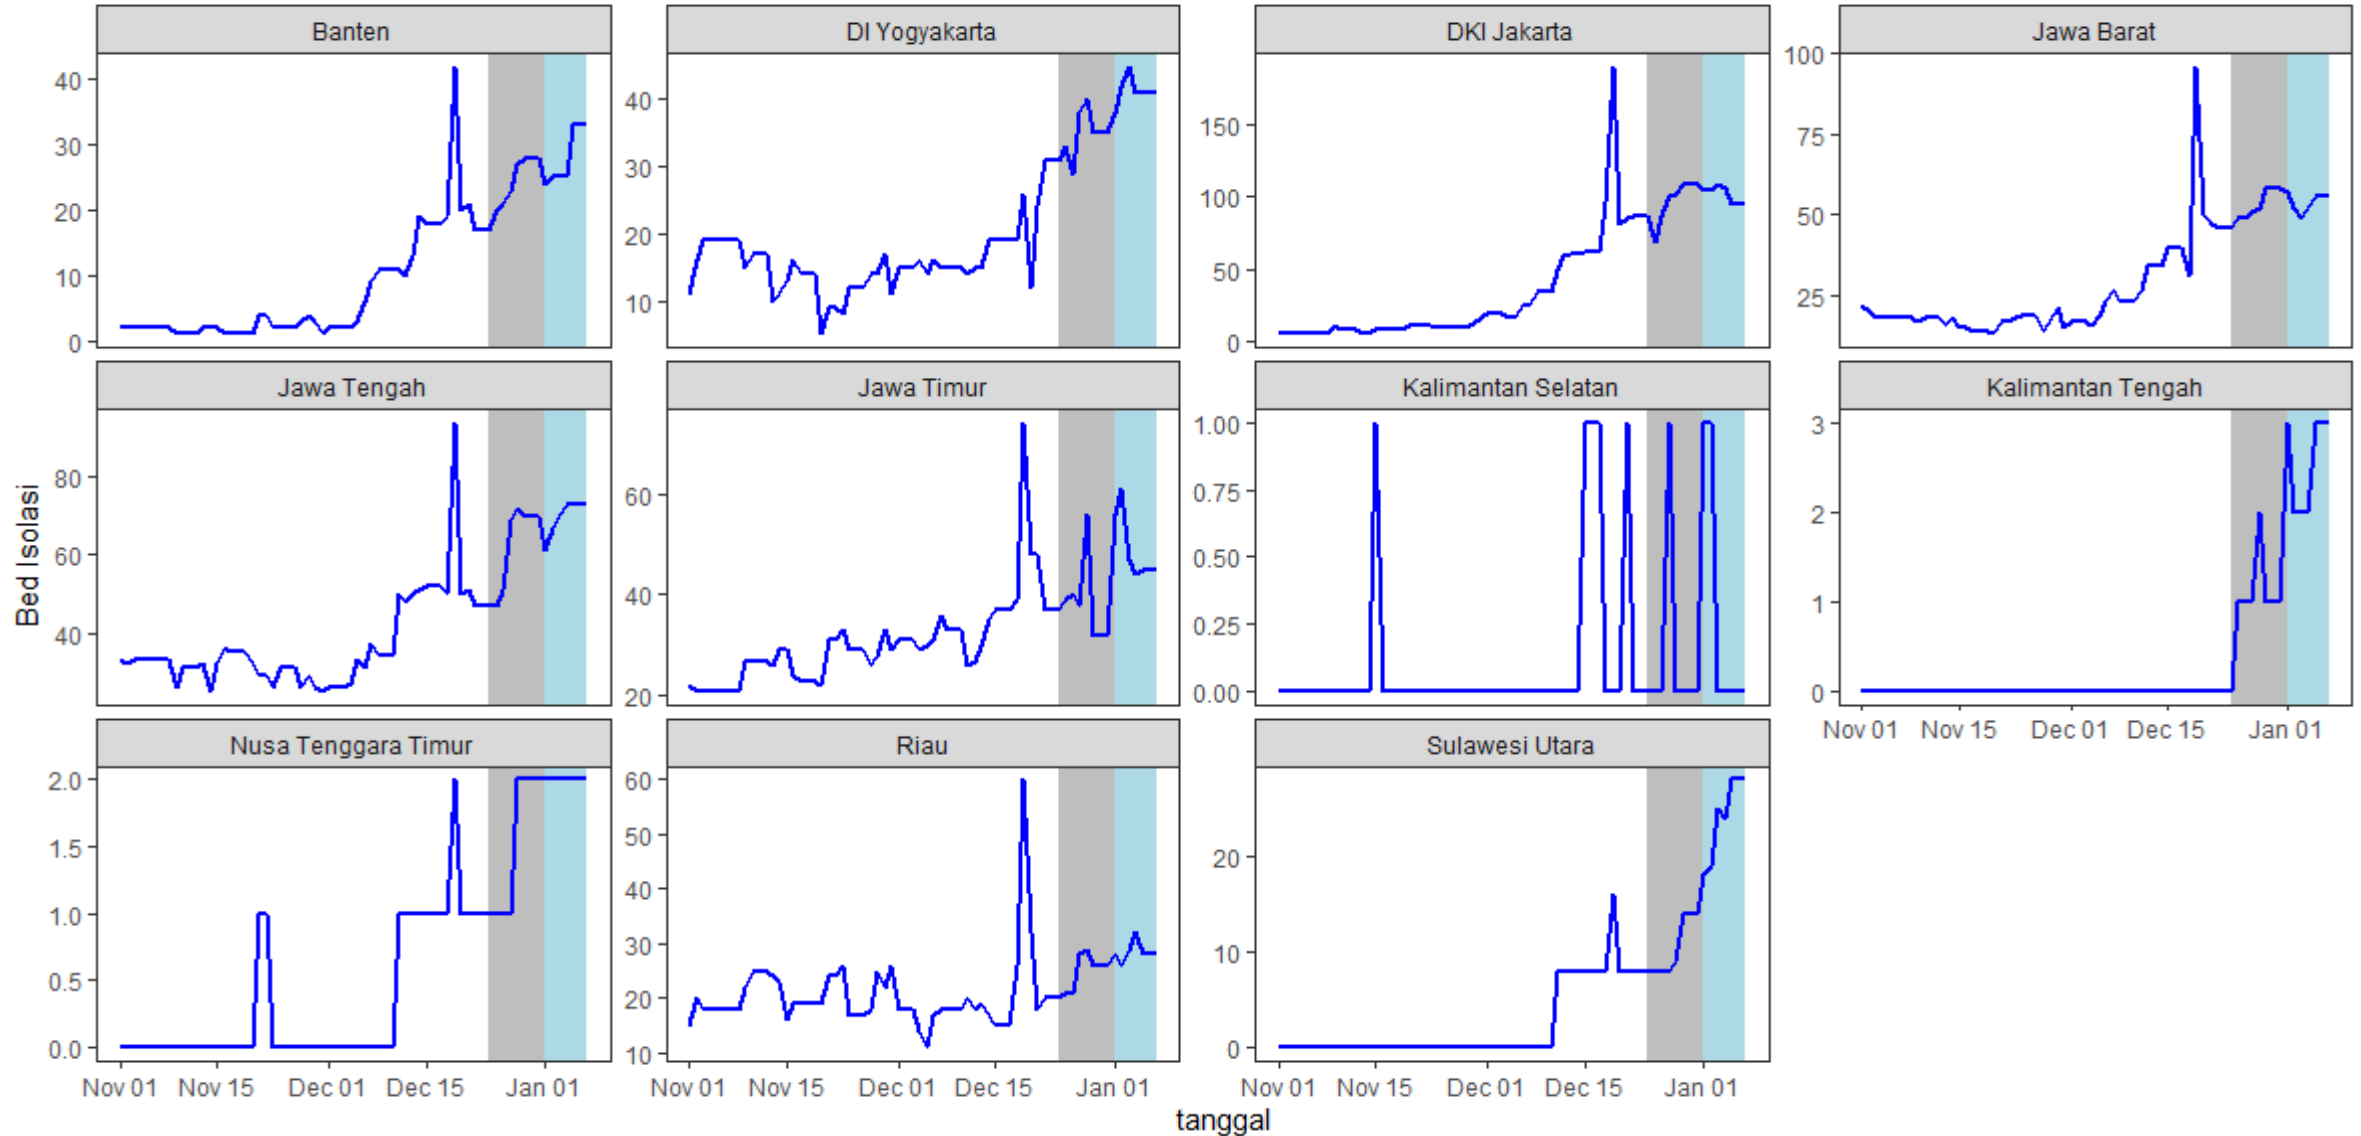 Banten
DI Yogyakarta
DKI Jakarta
Jawa Barat
40
30
20
10
0
40
30
20
10
150
100
50
0
100
75
50
25
Jawa Tengah
Jawa Timur
Kalimantan Selatan
Kalimantan Tengah
80
60
40
60
40
20
1.00
0.75
0.50
0.25
0.00
3
2
1
0
Nov 01 Nov 15 Dec 01 Dec 15 Jan 01
Nusa Tenggara Timur
Riau
Sulawesi Utara
2.0
1.5
1.0
0.5
0.0
60
50
40
30
20
10
20
10
0
Nov 01 Nov 15 Dec 01 Dec 15 Jan 01
Nov 01 Nov 15 Dec 01 Dec 15 Jan 01
Nov 01 Nov 15 Dec 01 Dec 15 Jan 01
Bed Isolasi
tanggal